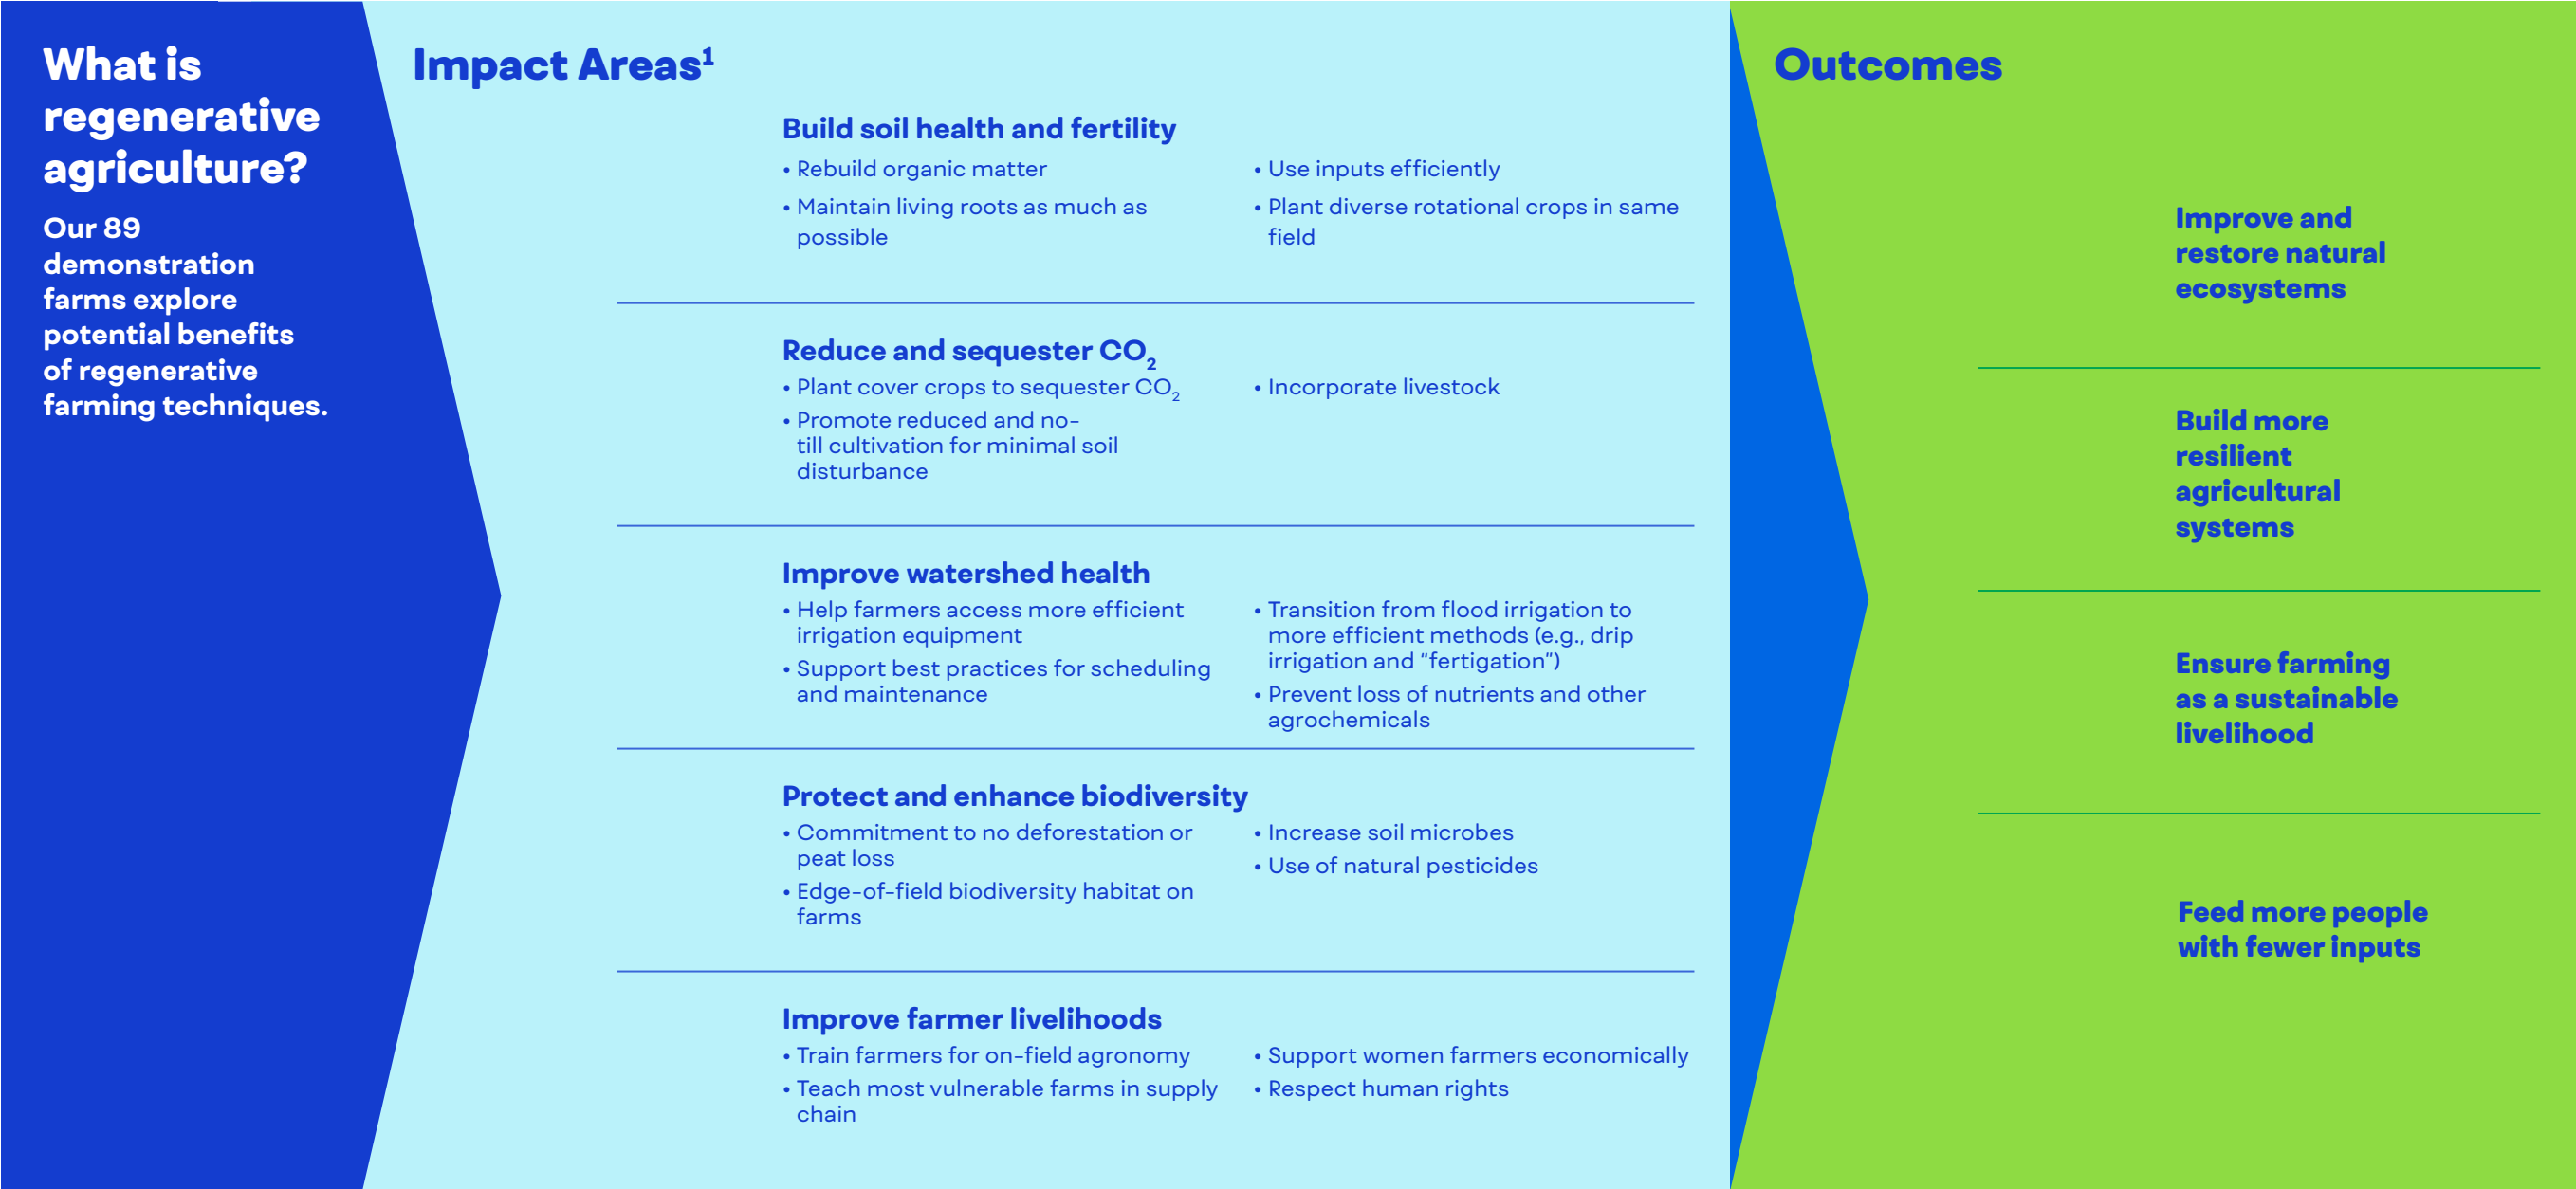 What is
regenerative
agriculture?
Our 89
demonstration
farms explore
potential benefits
of regenerative
farming techniques.
Impact Areas¹
Build soil health and fertility
• Rebuild organic matter
• Maintain living roots as much as
possible
• Use inputs efficiently
• Plant diverse rotational crops in same
field
Reduce and sequester CO₂
• Plant cover crops to sequester CO₂
• Promote reduced and no-
till cultivation for minimal soil
disturbance
• Incorporate livestock
Improve watershed health
• Help farmers access more efficient
irrigation equipment
• Support best practices for scheduling
and maintenance
• Transition from flood irrigation to
more efficient methods (e.g., drip
irrigation and “fertigation”)
• Prevent loss of nutrients and other
agrochemicals
Protect and enhance biodiversity
• Commitment to no deforestation or
peat loss
• Edge-of-field biodiversity habitat on
farms
• Increase soil microbes
• Use of natural pesticides
Improve farmer livelihoods
• Train farmers for on-field agronomy
• Teach most vulnerable farms in supply
chain
• Support women farmers economically
• Respect human rights
Outcomes
Improve and
restore natural
ecosystems
Build more
resilient
agricultural
systems
Ensure farming
as a sustainable
livelihood
Feed more people
with fewer inputs